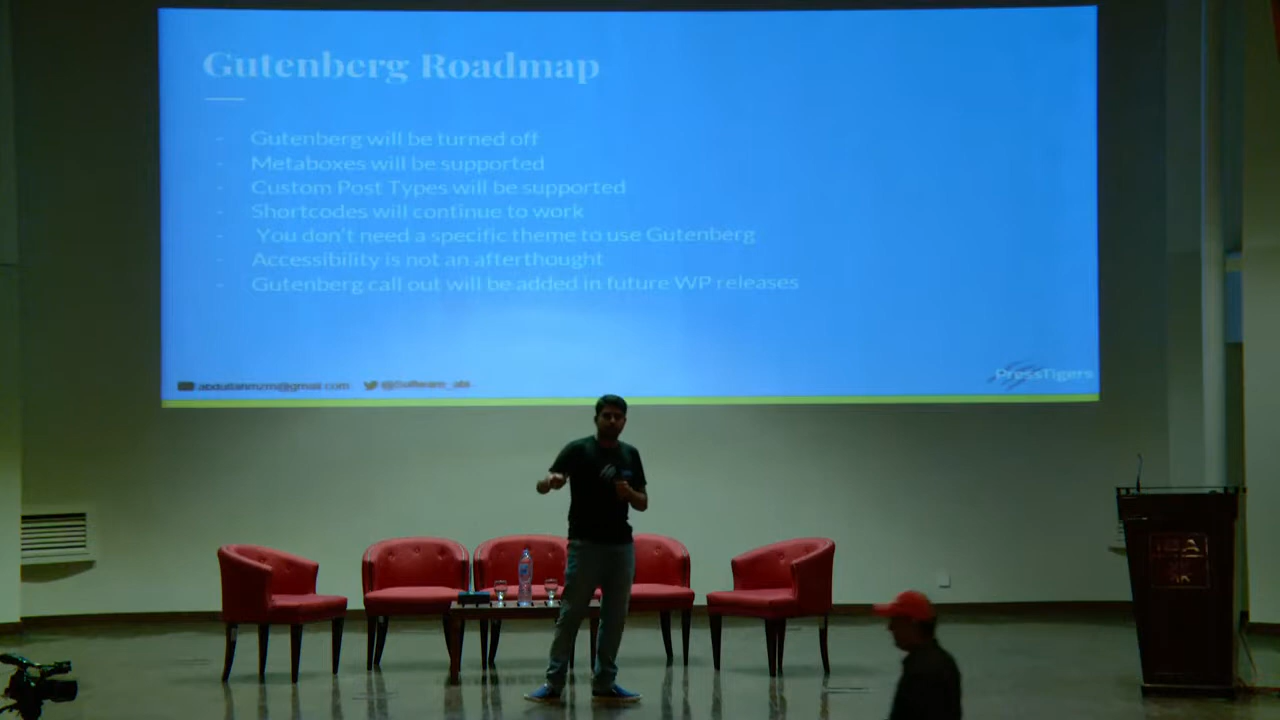 Gutenberg Roadmap
- Gutenberg will be turned off
- Metaboxes will be supported
- Custom Post Types will be supported
- Shortcodes will continue to work
- You don't need a specific theme to use Gutenberg
- Accessibility is not an afterthought
- Gutenberg call out will be added in future WP releases
PressTigers